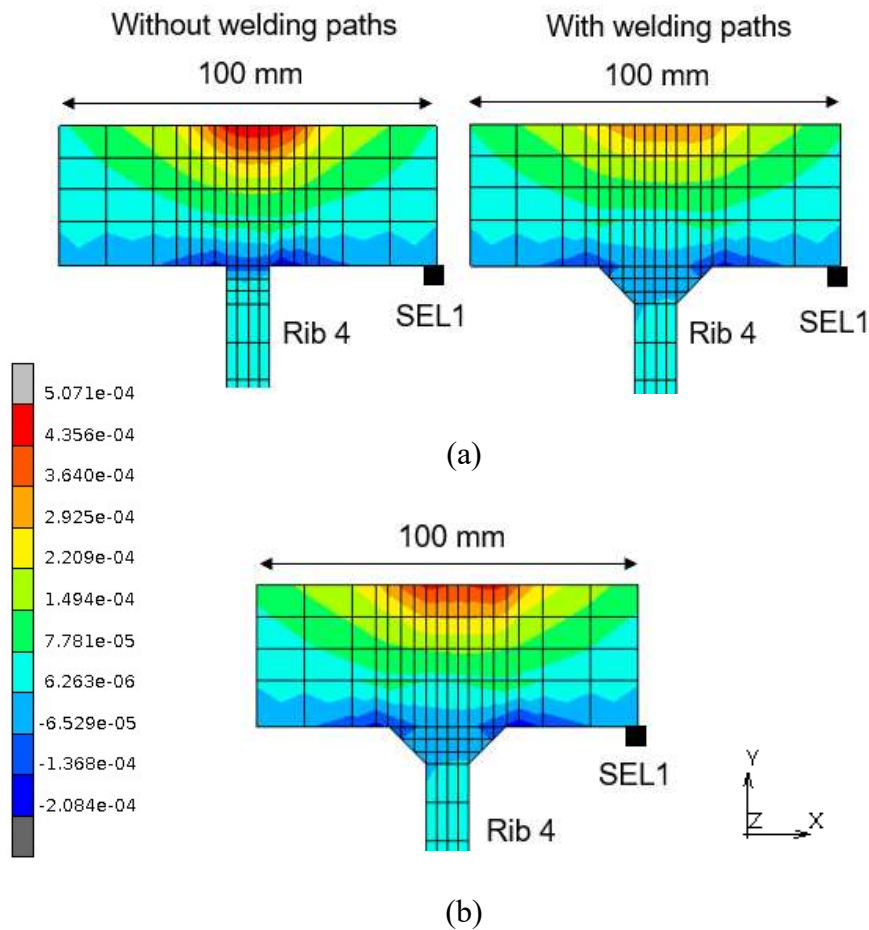 Without welding paths
With welding paths
100 mm
100 mm
Rib 4
SEL1
Rib 4
SEL1
(a)
5.071e-04
4.356e-04
3.640e-04
2.925e-04
2.209e-04
1.494e-04
7.781e-05
6.263e-06
-6.529e-05
-1.368e-04
-2.084e-04
100 mm
SEL1
Rib 4
Y
Z
X
(b)